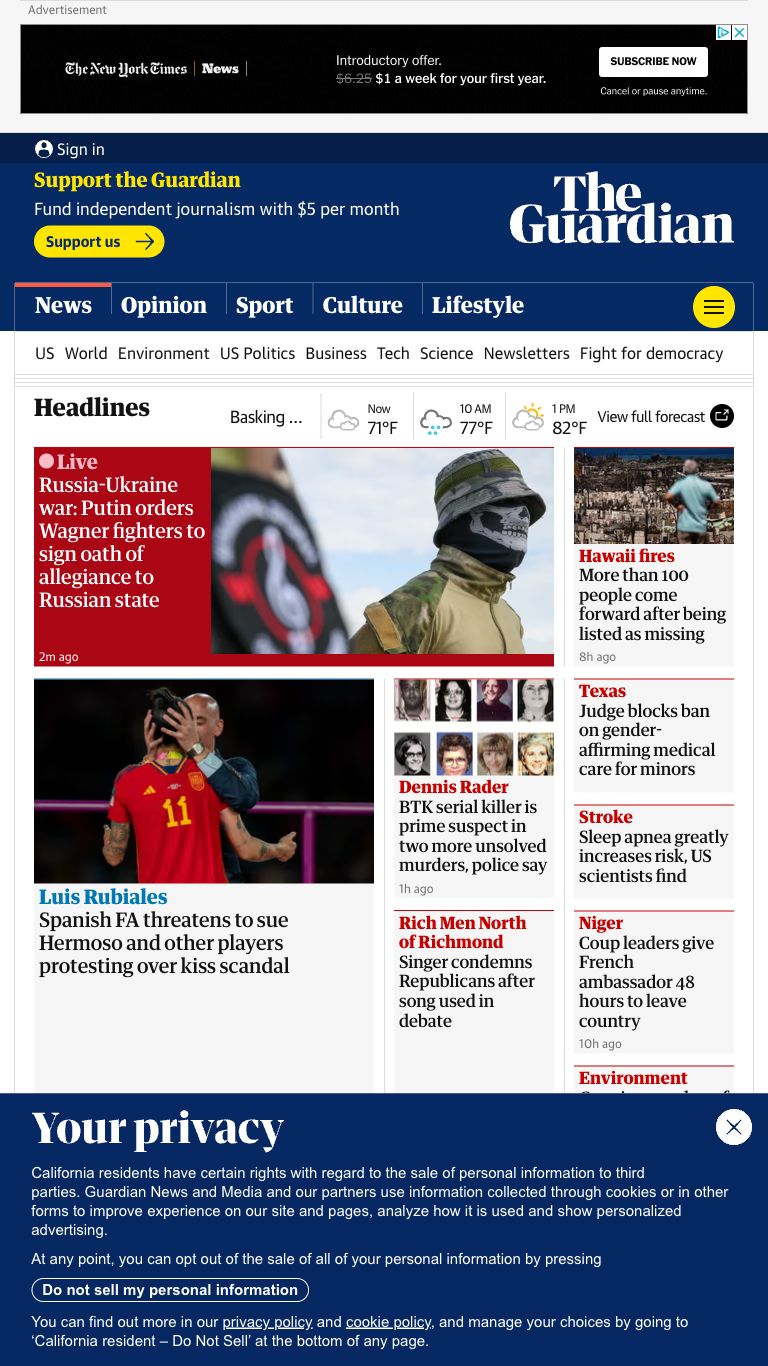 Advertisement
The New York Times | News |
Introductory offer.
$6.25 $1 a week for your first year.
SUBSCRIBE NOW
Cancel or pause anytime.
Sign in
Support the Guardian
Fund independent journalism with $5 per month
Support us
The
Guardian
News
Opinion
Sport
Culture
Lifestyle
US World Environment US Politics Business Tech Science Newsletters Fight for democracy
Headlines
Basking ...
Now
71°F
10 AM
77°F
1 PM
82°F
View full forecast
Live
Russia-Ukraine
war: Putin orders
Wagner fighters to
sign oath of
allegiance to
Russian state
2m ago
Hawaii fires
More than 100
people come
forward after being
listed as missing
8h ago
11
Luis Rubiales
Spanish FA threatens to sue
Hermoso and other players
protesting over kiss scandal
Dennis Rader
BTK serial killer is
prime suspect in
two more unsolved
murders, police say
1h ago
Rich Men North
of Richmond
Singer condemns
Republicans after
song used in
debate
Texas
Judge blocks ban
on gender-
affirming medical
care for minors
Stroke
Sleep apnea greatly
increases risk, US
scientists find
Niger
Coup leaders give
French
ambassador 48
hours to leave
country
10h ago
Environment
Your privacy
California residents have certain rights with regard to the sale of personal information to third
parties. Guardian News and Media and our partners use information collected through cookies or in other
forms to improve experience on our site and pages, analyze how it is used and show personalized
advertising.
At any point, you can opt out of the sale of all of your personal information by pressing
Do not sell my personal information
You can find out more in our privacy policy and cookie policy, and manage your choices by going to
‘California resident – Do Not Sell’ at the bottom of any page.